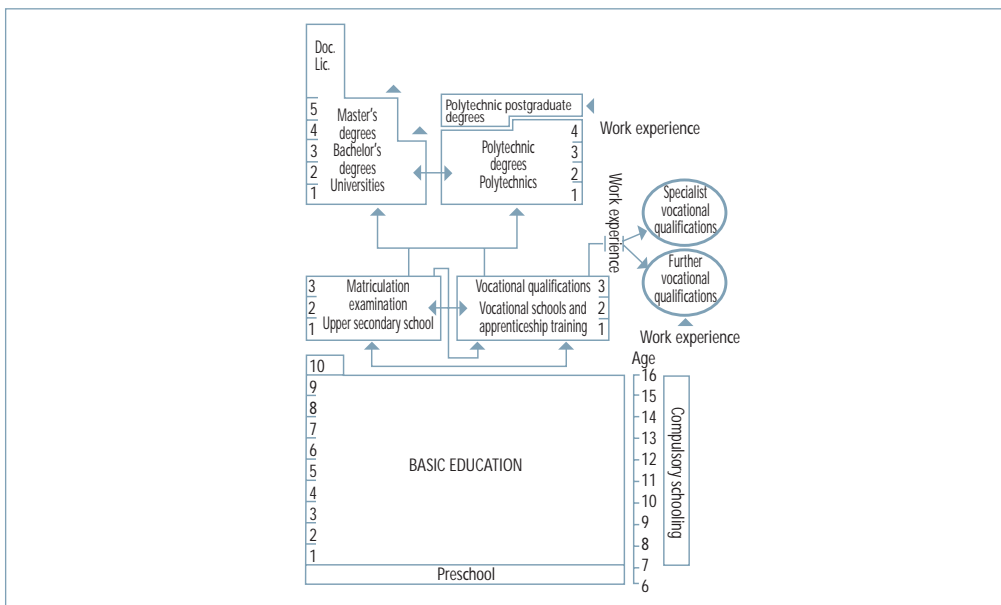 Doc.
Lic.
5
4
3
2
1
Master's
degrees
Bachelor's
degrees
Universities
Polytechnic postgraduate
degrees
Work experience
Polytechnic
degrees
Polytechnics
4
3
2
1
Work experience
Specialist
vocational
qualifications
Further
vocational
qualifications
Work experience
3
2
1
Matriculation
examination
Upper secondary school
Vocational qualifications
Vocational schools and
apprenticeship training
3
2
1
10
9
8
7
6
5
4
3
2
1
BASIC EDUCATION
Preschool
Age
16
15
14
13
12
11
10
9
8
7
6
Compulsory schooling